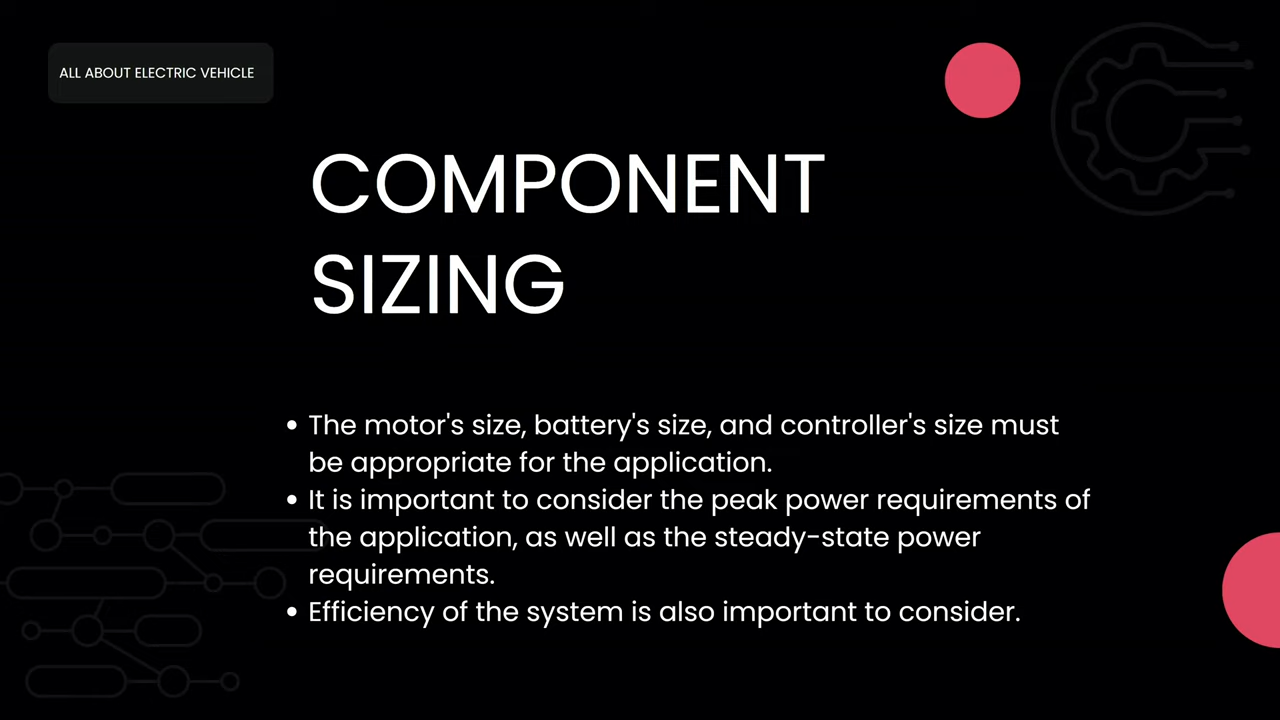 ALL ABOUT ELECTRIC VEHICLE
COMPONENT
SIZING
• The motor's size, battery's size, and controller's size must
be appropriate for the application.
• It is important to consider the peak power requirements of
the application, as well as the steady-state power
requirements.
• Efficiency of the system is also important to consider.